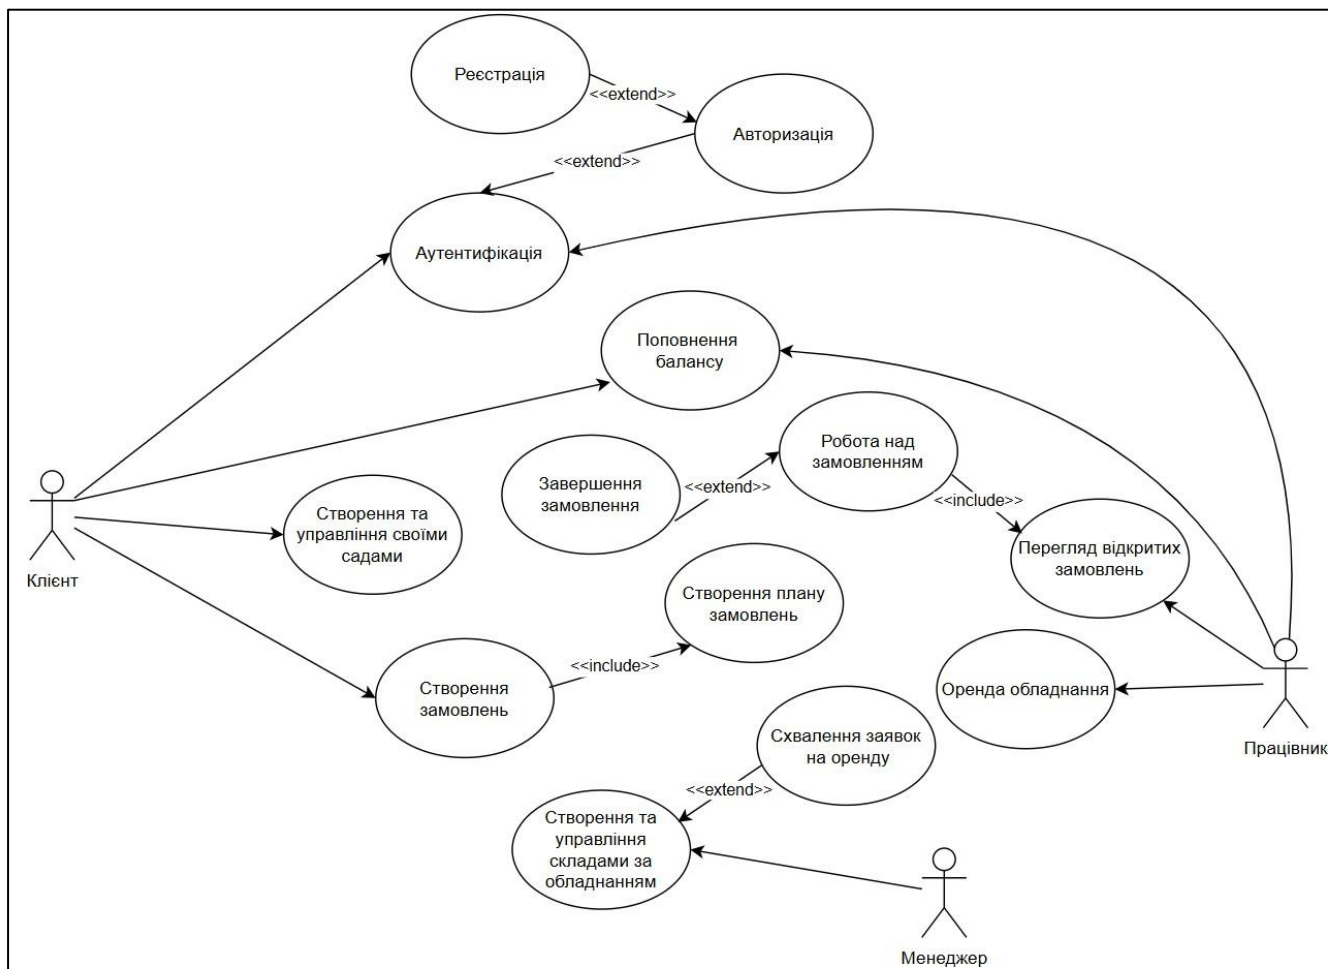 Реєстрація
<<extend>>
Авторизація
<<extend>>
Аутентифікація
Поповнення
балансу
Робота над
замовленням
Завершення
замовлення
<<extend>>
<<include>>
Створення та
управління своїми
садами
Перегляд відкритих
замовлень
Клієнт
Створення плану
замовлень
<<include>>
Створення
замовлень
Оренда обладнання
Працівник
Схвалення заявок
на оренду
<<extend>>
Створення та
управління
складами за
обладнанням
Менеджер